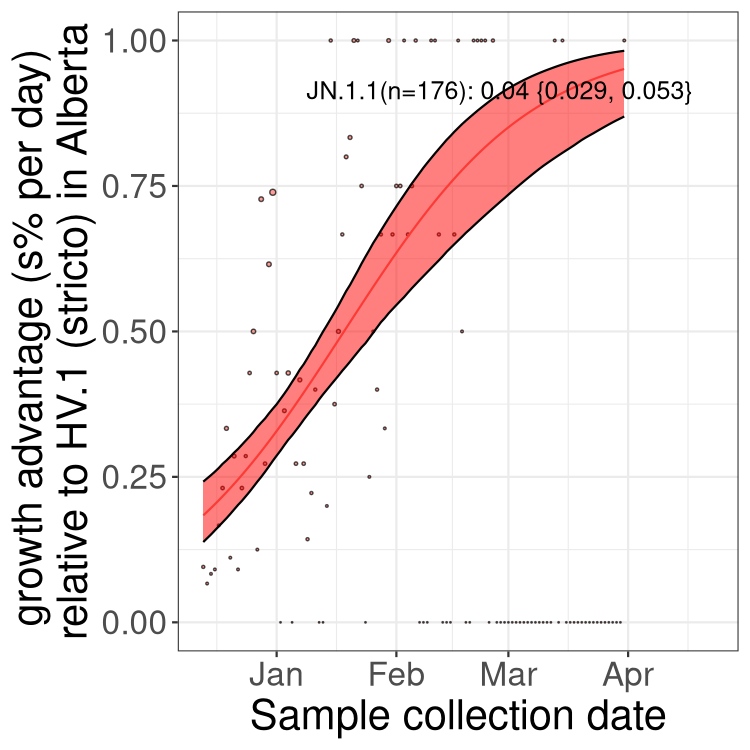 growth advantage (s% per day)
relative to HV.1 (stricto) in Alberta
1.00
0.75
0.50
0.25
0.00
JN.1.1(n=176): 0.04 {0.029, 0.053}
Jan Feb Mar Apr
Sample collection date